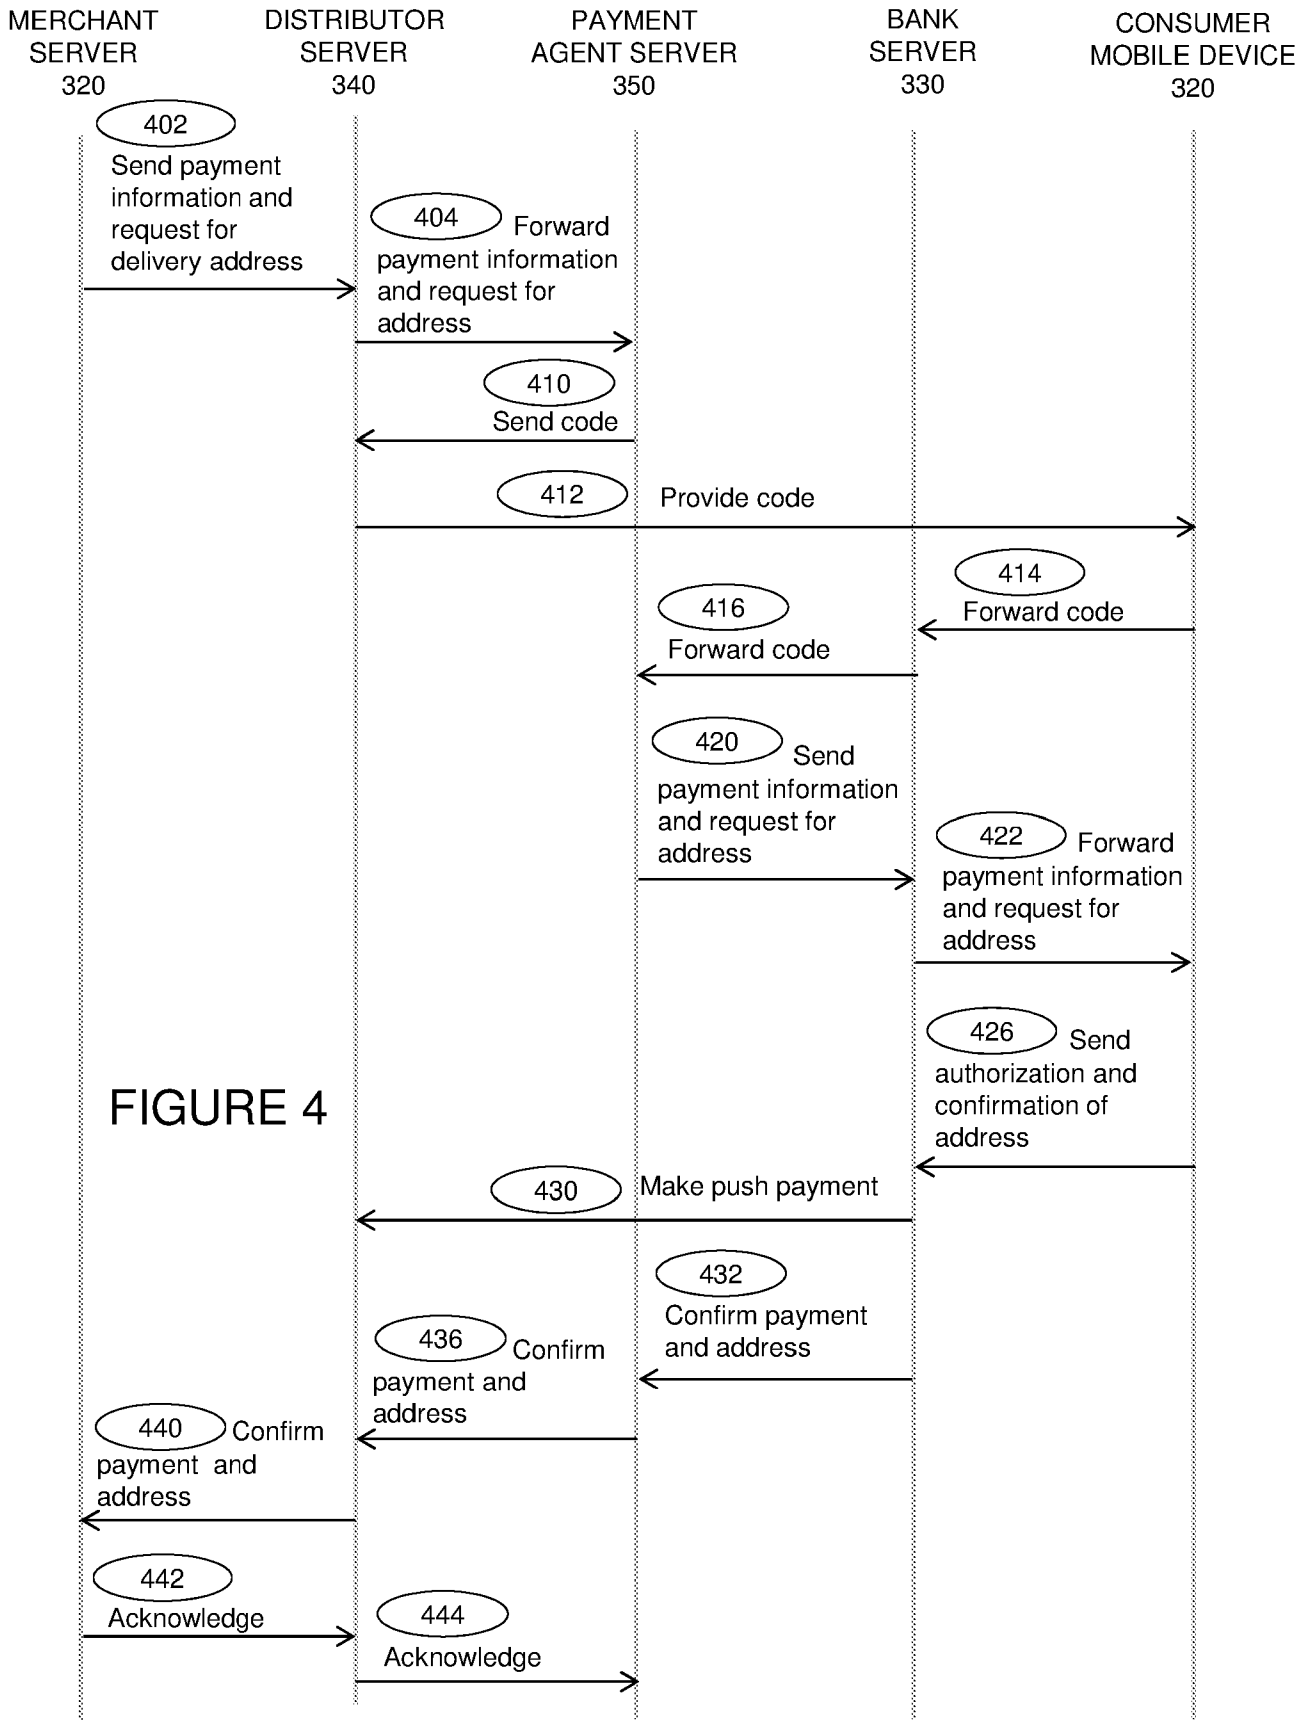 MERCHANT
SERVER
320
DISTRIBUTOR
SERVER
340
PAYMENT
AGENT SERVER
350
BANK
SERVER
330
CONSUMER
MOBILE DEVICE
320
402
Send payment
information and
request for
delivery address
404 Forward
payment information
and request for
address
410
Send code
412 Provide code
414
Forward code
416
Forward code
420 Send
payment information
and request for
address
422 Forward
payment information
and request for
address
426 Send
authorization and
confirmation of
address
FIGURE 4
430 Make push payment
432
Confirm payment
and address
436 Confirm
payment and
address
440 Confirm
payment and
address
442
Acknowledge
444
Acknowledge